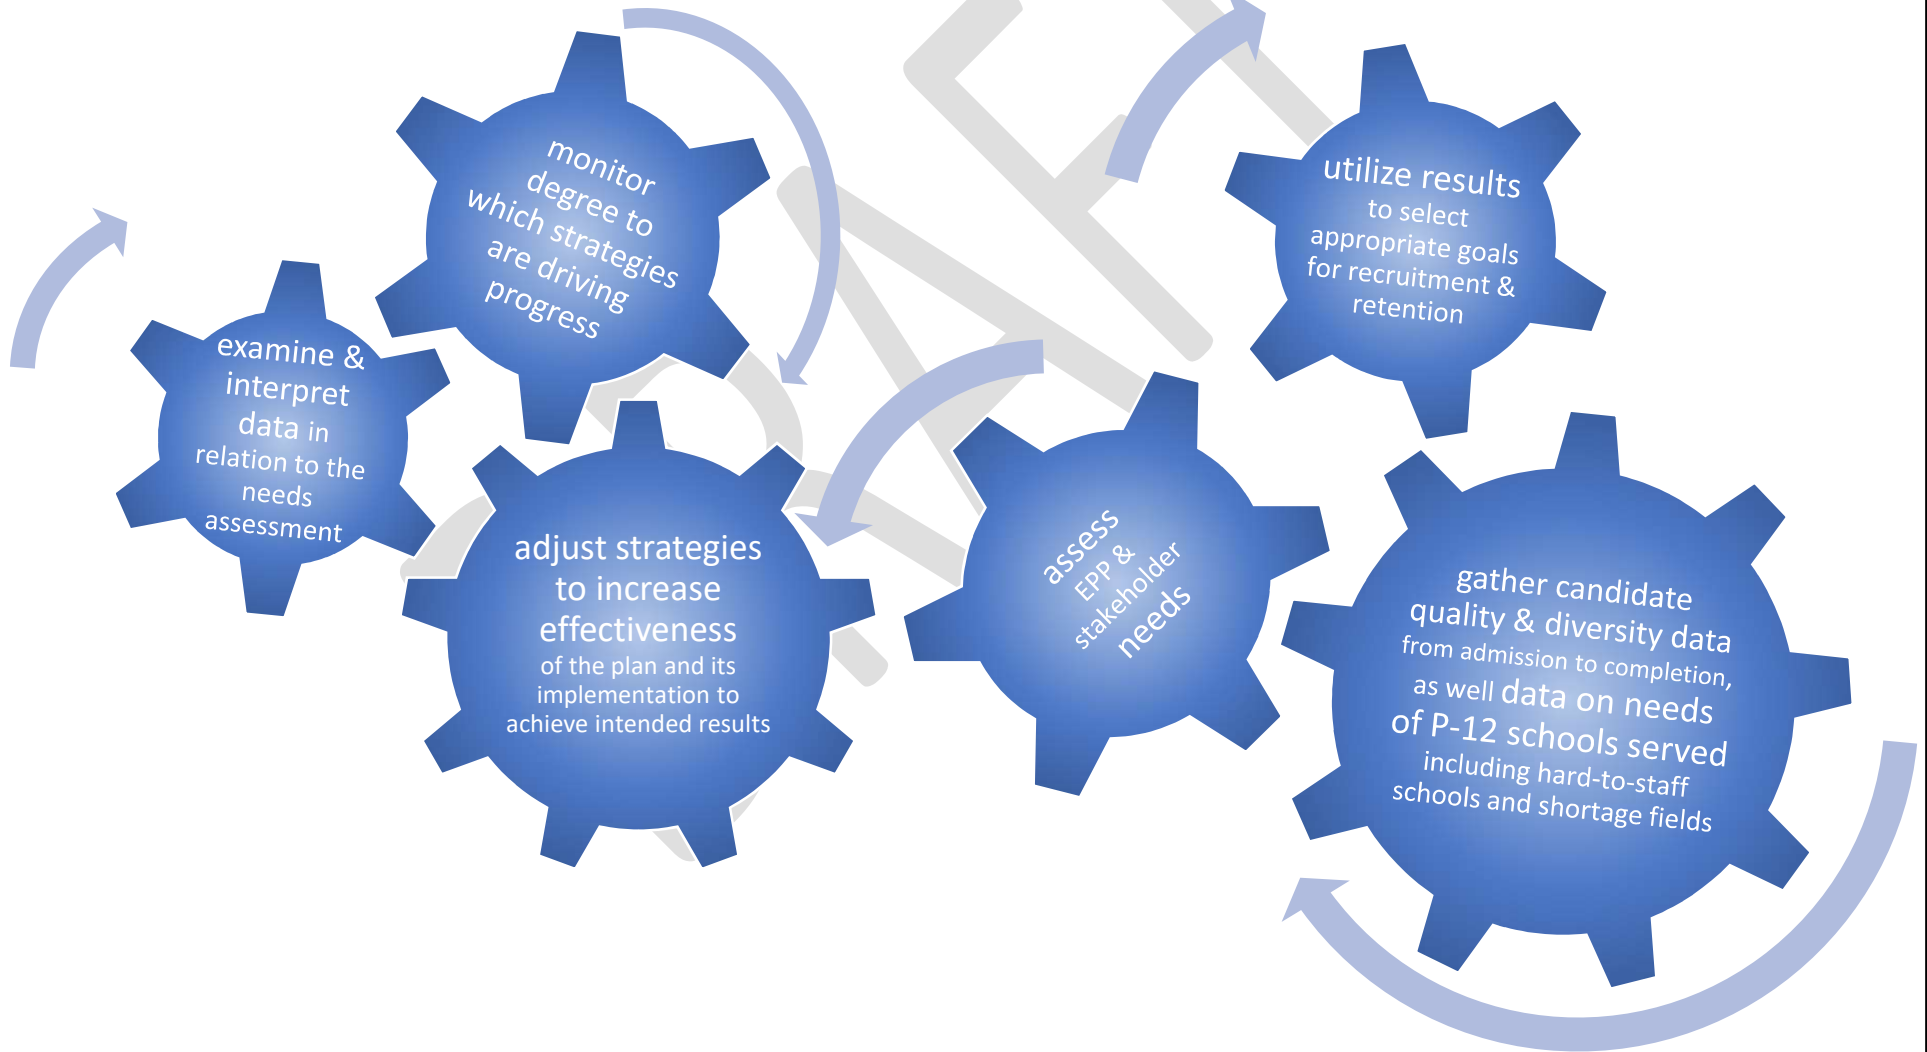 monitor
degree to
which strategies
are driving
progress
utilize results
to select
appropriate goals
for recruitment &
retention
examine &
interpret
data in
relation to the
needs
assessment
adjust strategies
to increase
effectiveness
of the plan and its
implementation to
achieve intended results
assess
EPP &
stakeholder
needs
gather candidate
quality & diversity data
from admission to completion,
as well data on needs
of P-12 schools served
including hard-to-staff
schools and shortage fields